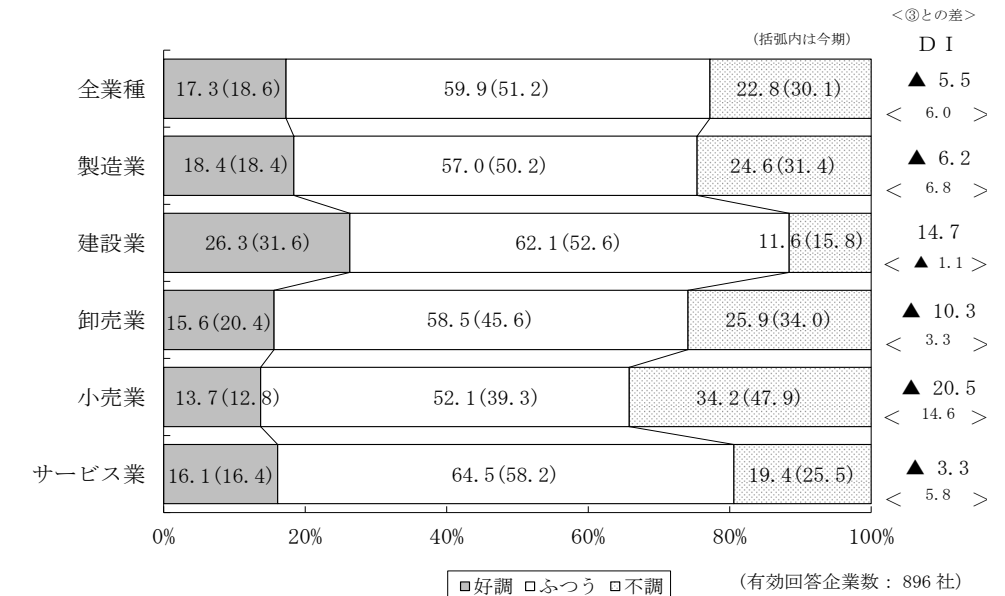 ＜③との差＞
(括弧内は今期)
ＤＩ
全業種 17.3(18.6) 59.9(51.2) 22.8(30.1) ▲ 5.5
＜ 6.0 ＞
製造業 18.4(18.4) 57.0(50.2) 24.6(31.4) ▲ 6.2
＜ 6.8 ＞
建設業 26.3(31.6) 62.1(52.6) 11.6(15.8) 14.7
＜ ▲ 1.1 ＞
卸売業 15.6(20.4) 58.5(45.6) 25.9(34.0) ▲ 10.3
＜ 3.3 ＞
小売業 13.7(12.8) 52.1(39.3) 34.2(47.9) ▲ 20.5
＜ 14.6 ＞
サービス業 16.1(16.4) 64.5(58.2) 19.4(25.5) ▲ 3.3
＜ 5.8 ＞
0% 20% 40% 60% 80% 100%
好調 ふつう 不調
(有効回答企業数：896 社)